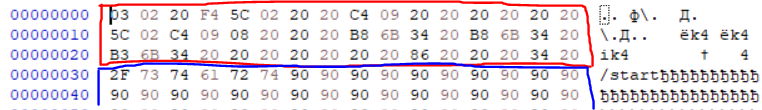 00000000 03 02 20 F4 5C 02 20 20 C4 09 20 20 20 20 20 20 .. ф\. Д.
00000010 5C 02 C4 09 08 20 20 20 B8 6B 34 20 B8 6B 34 20 \.Д.. ёk4 ёk4
00000020 B3 6B 34 20 20 20 20 20 20 20 86 20 20 20 34 20 іk4 † 4
00000030 2F 73 74 61 72 74 90 90 90 90 90 90 90 90 90 90 /startђђђђђђђђђђ
00000040 90 90 90 90 90 90 90 90 90 90 90 90 90 90 90 90 ђђђђђђђђђђђђђђђђ